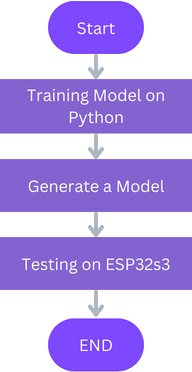 Start
Training Model on
Python
Generate a Model
Testing on ESP32s3
END